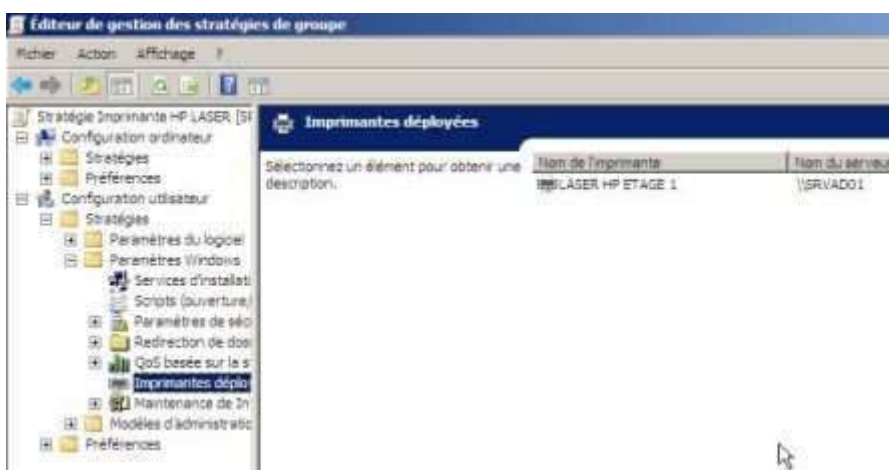 Éditeur de gestion des stratégies de groupe
Fichier Action Affichage ?
Stratégie Imprimante HP LASER [SR
Configuration ordinateur
Stratégies
Préférences
Configuration utilisateur
Stratégies
Paramètres du logiciel
Paramètres Windows
Services d'installati
Scripts (ouverture/
Paramètres de séc
Redirection de dos
QoS basée sur la s
Imprimantes déplo
Maintenance de In
Modèles d'administratio
Préférences
Imprimantes déployées
Sélectionnez un élément pour obtenir une
description.
Nom de l'imprimante Nom du serveur
LASER HP ETAGE 1 \\SRVAD01